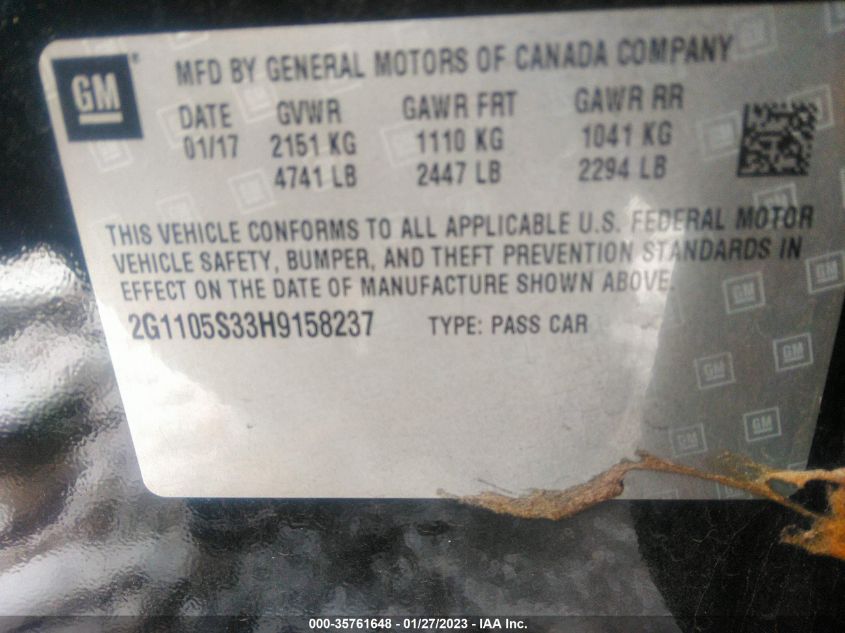 GM
MFD BY GENERAL MOTORS OF CANADA COMPANY
DATE GVWR GAWR FRT GAWR RR
01/17 2151 KG 1110 KG 1041 KG
4741 LB 2447 LB 2294 LB
THIS VEHICLE CONFORMS TO ALL APPLICABLE U.S. FEDERAL MOTOR
VEHICLE SAFETY, BUMPER, AND THEFT PREVENTION STANDARDS IN
EFFECT ON THE DATE OF MANUFACTURE SHOWN ABOVE.
2G1105S33H9158237 TYPE: PASS CAR
000-35761648 - 01/27/2023 - IAA Inc.